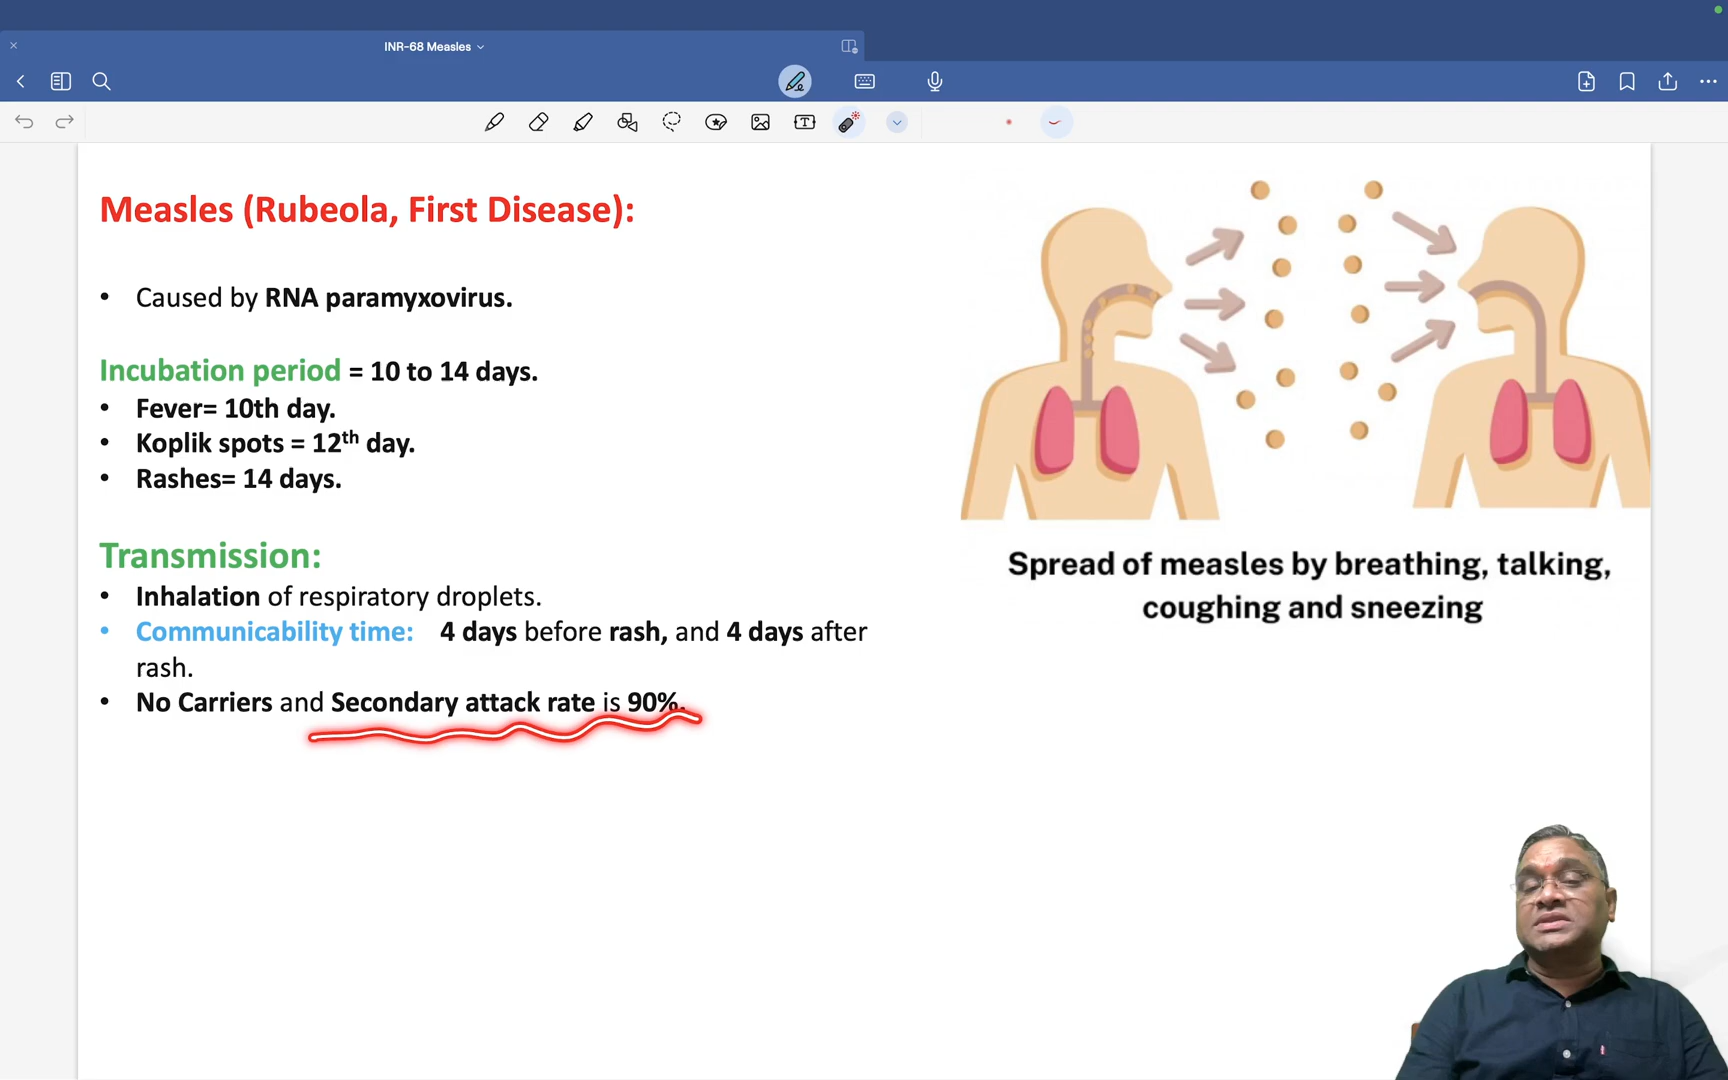 INR-68 Measles
Measles (Rubeola, First Disease):
• Caused by RNA paramyxovirus.
Incubation period = 10 to 14 days.
• Fever= 10th day.
• Koplik spots = 12th day.
• Rashes= 14 days.
Transmission:
• Inhalation of respiratory droplets.
• Communicability time: 4 days before rash, and 4 days after
rash.
• No Carriers and Secondary attack rate is 90%.
Spread of measles by breathing, talking,
coughing and sneezing